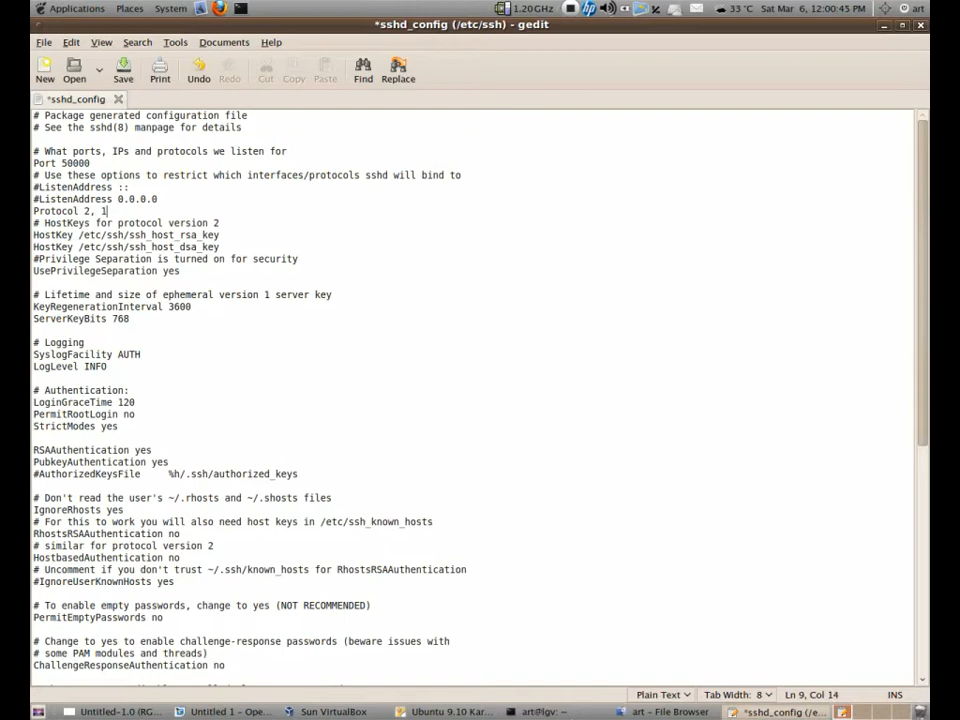 Applications Places System 1.20GHz 33 °C Sat Mar 6, 12:00:45 PM art
*sshd_config (/etc/ssh) - gedit
File Edit View Search Tools Documents Help
New Open Save Print Undo Redo Cut Copy Paste Find Replace
*sshd_config
# Package generated configuration file
# See the sshd(8) manpage for details
# What ports, IPs and protocols we listen for
Port 50000
# Use these options to restrict which interfaces/protocols sshd will bind to
#ListenAddress ::
#ListenAddress 0.0.0.0
Protocol 2, 1
# HostKeys for protocol version 2
HostKey /etc/ssh/ssh_host_rsa_key
HostKey /etc/ssh/ssh_host_dsa_key
#Privilege Separation is turned on for security
UsePrivilegeSeparation yes
# Lifetime and size of ephemeral version 1 server key
KeyRegenerationInterval 3600
ServerKeyBits 768
# Logging
SyslogFacility AUTH
LogLevel INFO
# Authentication:
LoginGraceTime 120
PermitRootLogin no
StrictModes yes
RSAAuthentication yes
PubkeyAuthentication yes
#AuthorizedKeysFile %h/.ssh/authorized_keys
# Don't read the user's ~/.rhosts and ~/.shosts files
IgnoreRhosts yes
# For this to work you will also need host keys in /etc/ssh_known_hosts
RhostsRSAAuthentication no
# similar for protocol version 2
HostbasedAuthentication no
# Uncomment if you don't trust ~/.ssh/known_hosts for RhostsRSAAuthentication
#IgnoreUserKnownHosts yes
# To enable empty passwords, change to yes (NOT RECOMMENDED)
PermitEmptyPasswords no
# Change to yes to enable challenge-response passwords (beware issues with
# some PAM modules and threads)
ChallengeResponseAuthentication no
Plain Text Tab Width: 8 Ln 9, Col 14 INS
Untitled-1.0 (RG... Untitled 1 - Ope... Sun VirtualBox Ubuntu 9.10 Kar... art@lgv: ~ art - File Browser *sshd_config (/e...